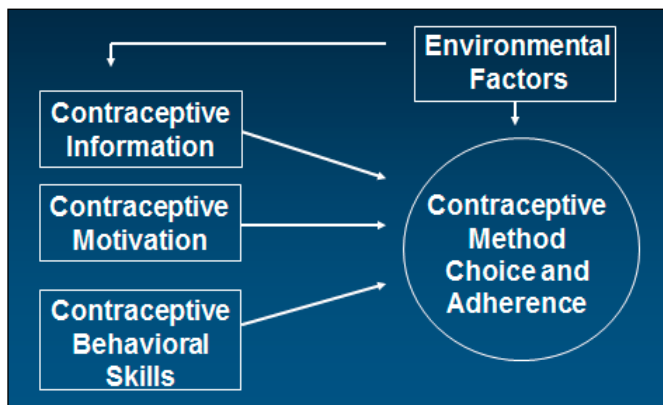 Environmental
Factors
Contraceptive
Information
Contraceptive
Motivation
Contraceptive
Behavioral
Skills
Contraceptive
Method
Choice and
Adherence